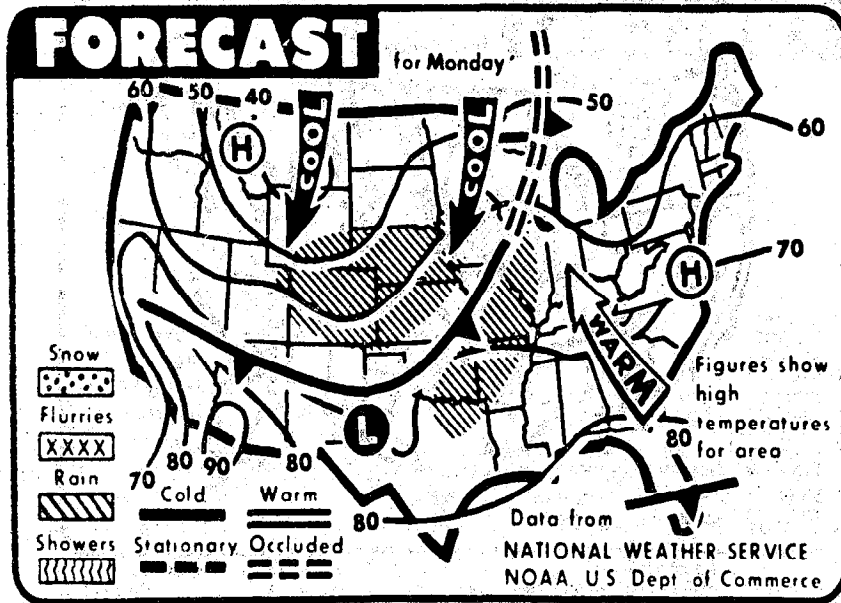 FORECAST
for Monday
60 50 40
COOL
COOL
50
60
H
H
70
WARM
L
Snow
Flurries
XXXX
Rain
Showers
70 80 90 80
80
80
Cold Warm
Stationary Occluded
Figures show
high
temperatures
for area
Data from
NATIONAL WEATHER SERVICE
NOAA U S Dept of Commerce